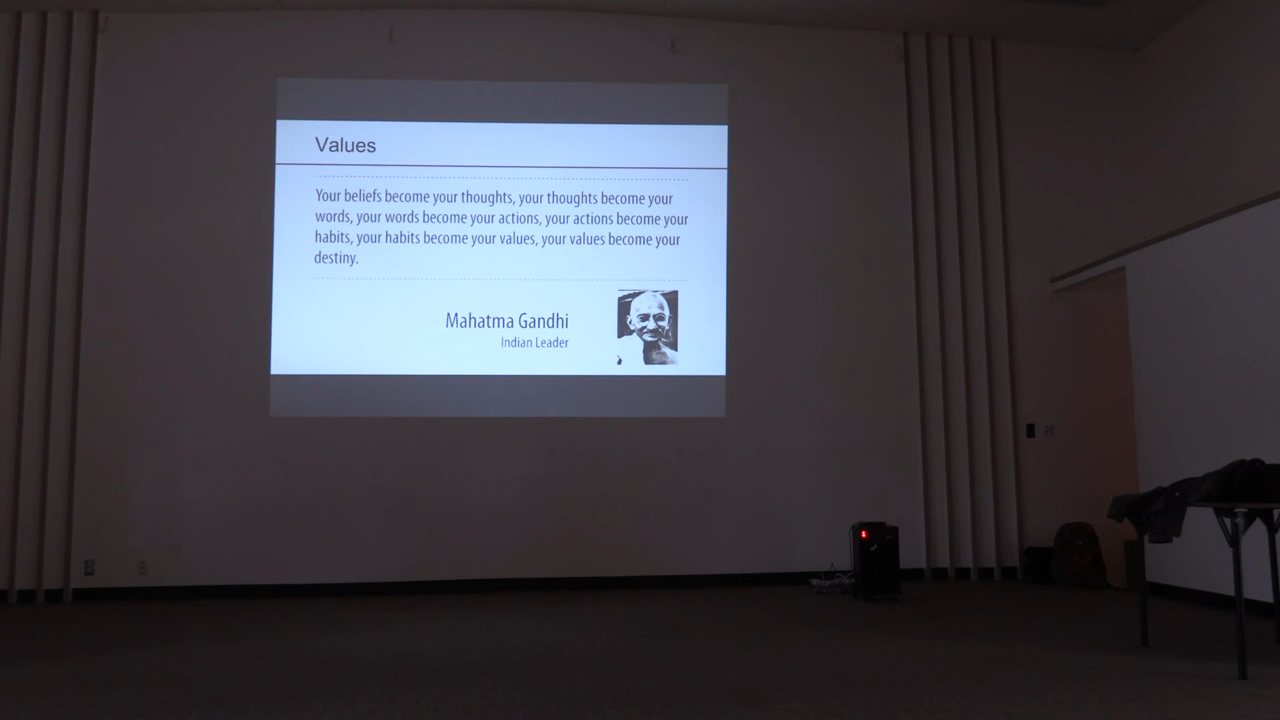 Values
Your beliefs become your thoughts, your thoughts become your
words, your words become your actions, your actions become your
habits, your habits become your values, your values become your
destiny.
Mahatma Gandhi
Indian Leader